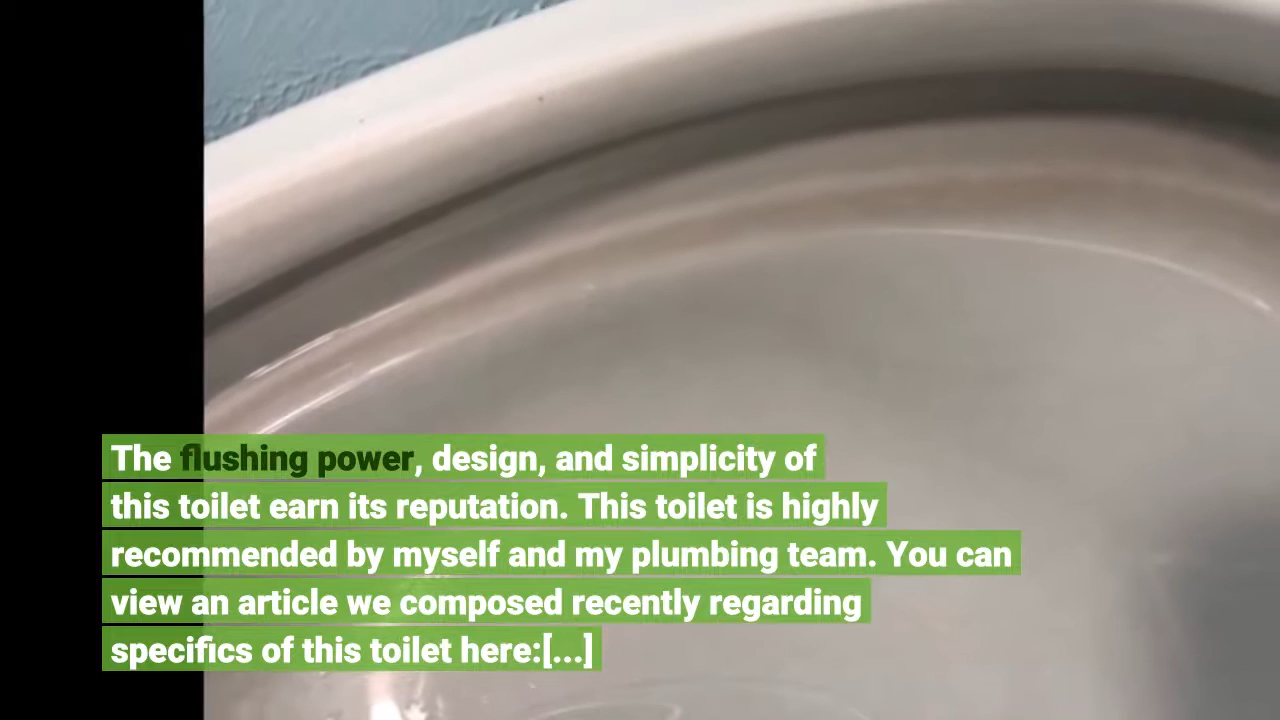 The flushing power, design, and simplicity of
this toilet earn its reputation. This toilet is highly
recommended by myself and my plumbing team. You can
view an article we composed recently regarding
specifics of this toilet here:[...]